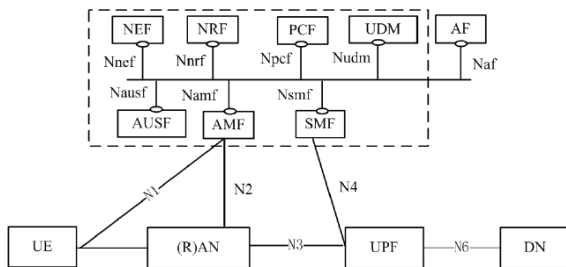 NEF NRF PCF UDM AF
Nnef Nnrf Npcf Nudm Naf
Nausf Namf Nsmf
AUSF AMF SMF
N1 N2 N4
UE (R)AN N3 UPF N6 DN